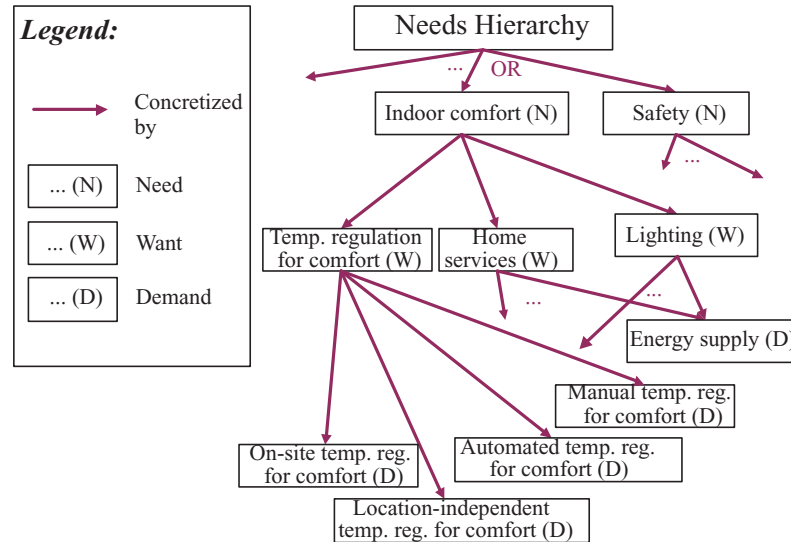 Legend:
Concretized
by
... (N)
Need
... (W)
Want
... (D)
Demand
Needs Hierarchy
...
OR
Indoor comfort (N)
Safety (N)
...
Temp. regulation
for comfort (W)
Home
services (W)
Lighting (W)
...
...
Energy supply (D)
Manual temp. reg.
for comfort (D)
On-site temp. reg.
for comfort (D)
Automated temp. reg.
for comfort (D)
Location-independent
temp. reg. for comfort (D)